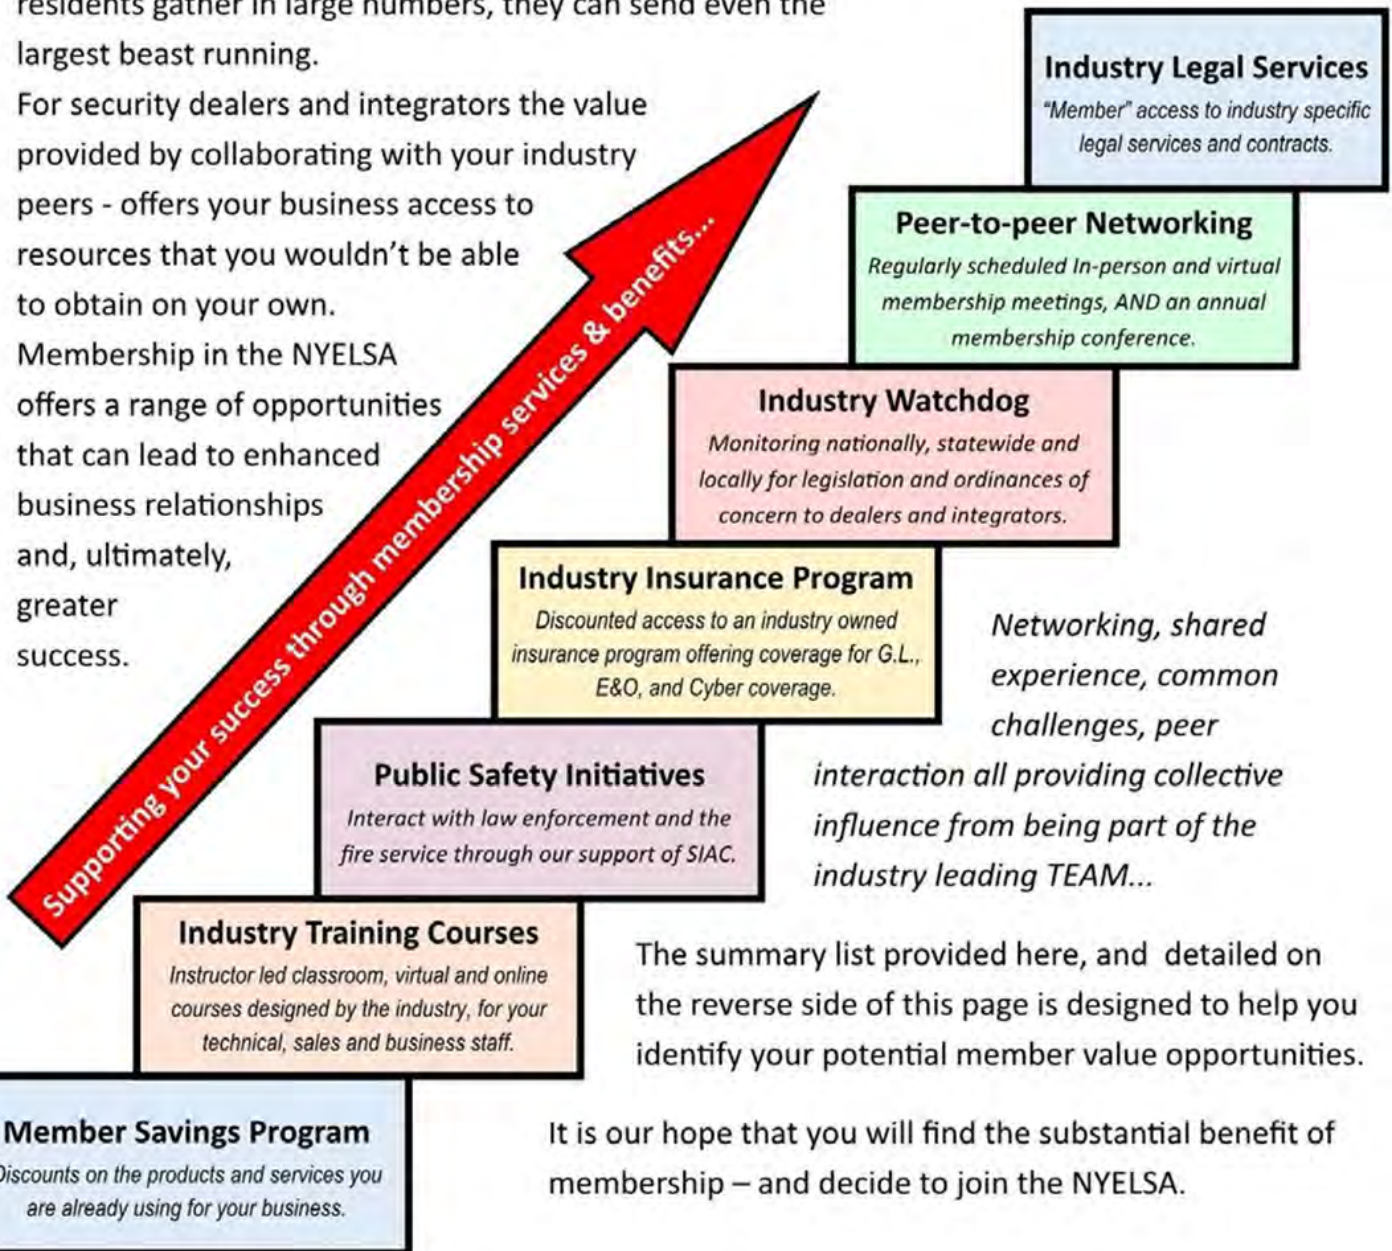 residents gather in large numbers, they can send even the
largest beast running.
For security dealers and integrators the value
provided by collaborating with your industry
peers - offers your business access to
resources that you wouldn't be able
to obtain on your own.
Membership in the NYELSA
offers a range of opportunities
that can lead to enhanced
business relationships
and, ultimately,
greater
success.
Supporting your success through membership services & benefits...
Industry Legal Services
"Member" access to industry specific
legal services and contracts.
Peer-to-peer Networking
Regularly scheduled In-person and virtual
membership meetings, AND an annual
membership conference.
Industry Watchdog
Monitoring nationally, statewide and
locally for legislation and ordinances of
concern to dealers and integrators.
Industry Insurance Program
Discounted access to an industry owned
insurance program offering coverage for G.L.,
E&O, and Cyber coverage.
Networking, shared
experience, common
challenges, peer
interaction all providing collective
influence from being part of the
industry leading TEAM...
Public Safety Initiatives
Interact with law enforcement and the
fire service through our support of SIAC.
Industry Training Courses
Instructor led classroom, virtual and online
courses designed by the industry, for your
technical, sales and business staff.
The summary list provided here, and  detailed on
the reverse side of this page is designed to help you
identify your potential member value opportunities.
Member Savings Program
Discounts on the products and services you
are already using for your business.
It is our hope that you will find the substantial benefit of
membership – and decide to join the NYELSA.